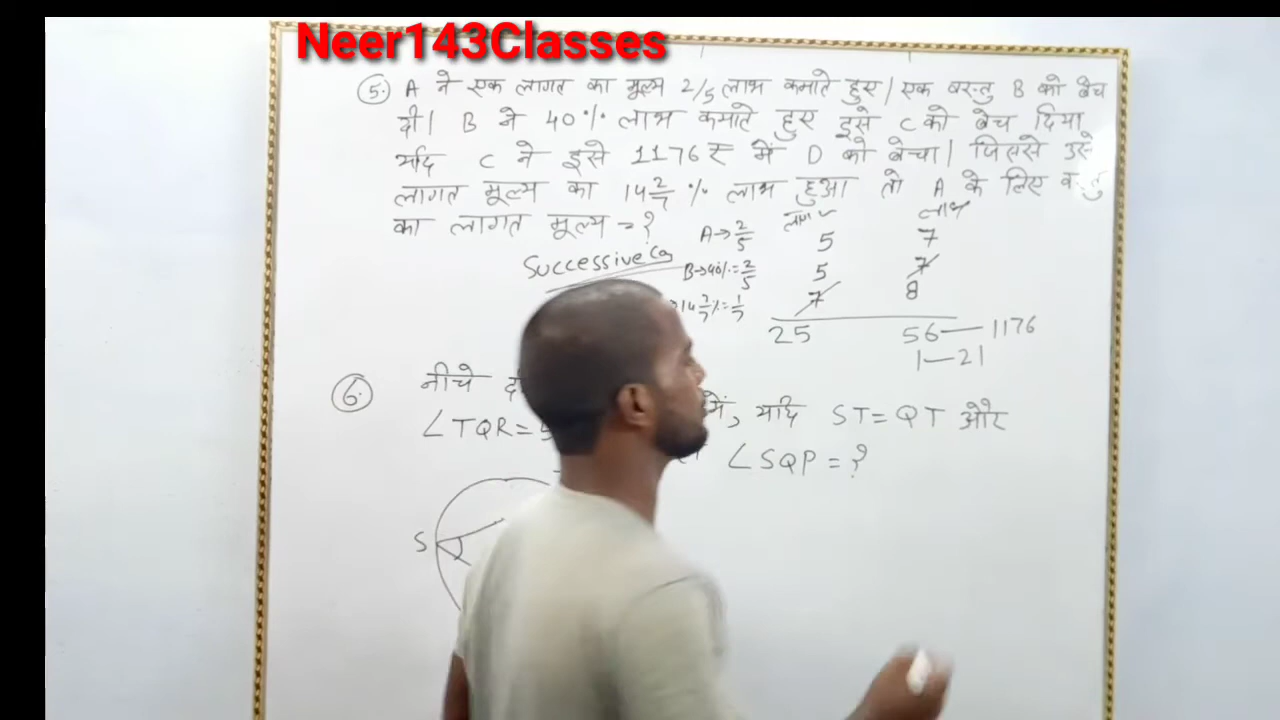 Neer143Classes
5. A ने एक लागत का मूल्य 2/5 लाभ कमाते हुए | एक वस्तु B को बेच
दी | B ने 40% लाभ कमाते हुए इसे C को बेच दिया
यदि C ने इसे 1176₹ में D को बेचा | जिससे उसे
लागत मूल्य का 14 2/7 % लाभ हुआ तो A के लिए वस्तु
का लागत मूल्य = ?
Successive
लाग॰ लाभ
A→2/5 5 7
B→40%=2/5 5 7
14 2/7%=1/7 7 8
25 56—1176
1—21
6. नीचे में, यदि ST=QT और
∠TQR= ∠SQP=?
S